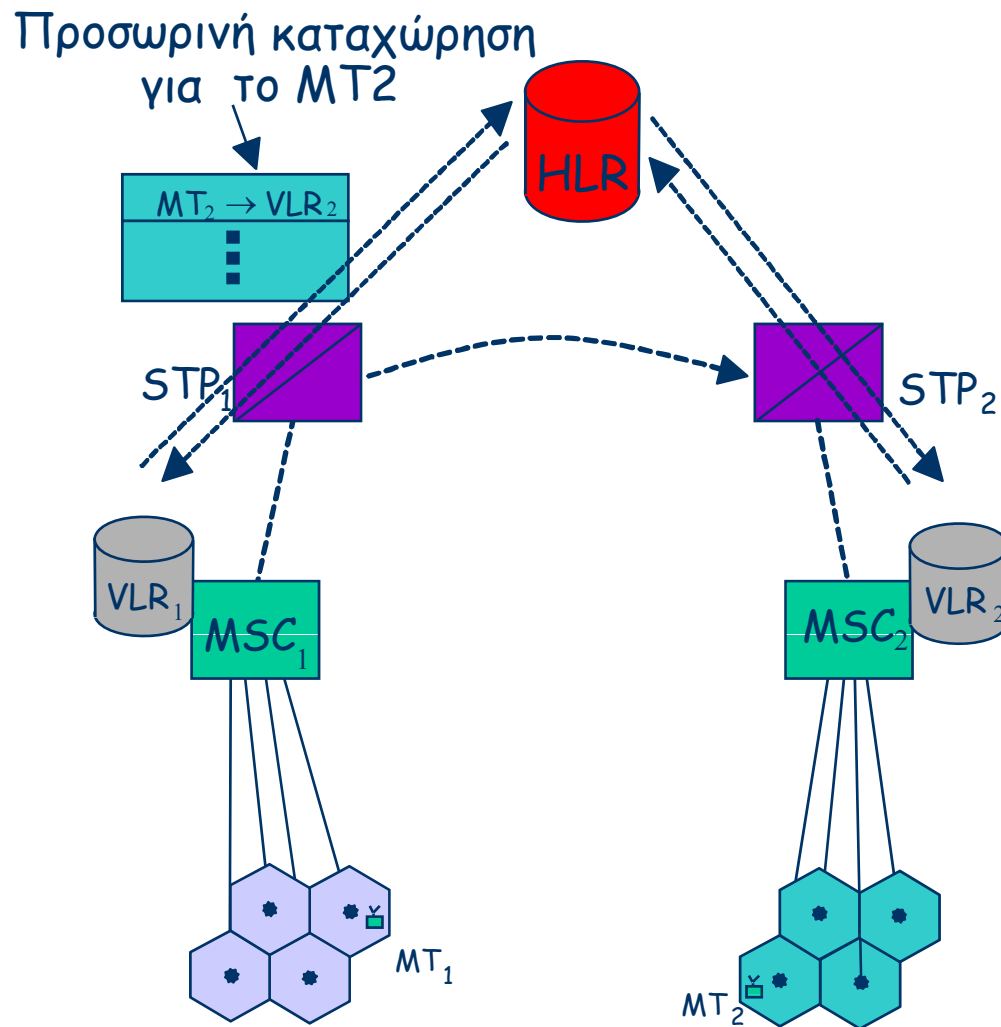 Προσωρινή καταχώρηση
για το MT2
HLR
MT₂ → VLR₂
STP₁
STP₂
VLR₁
MSC₁
MSC₂
VLR₂
MT₁
MT₂